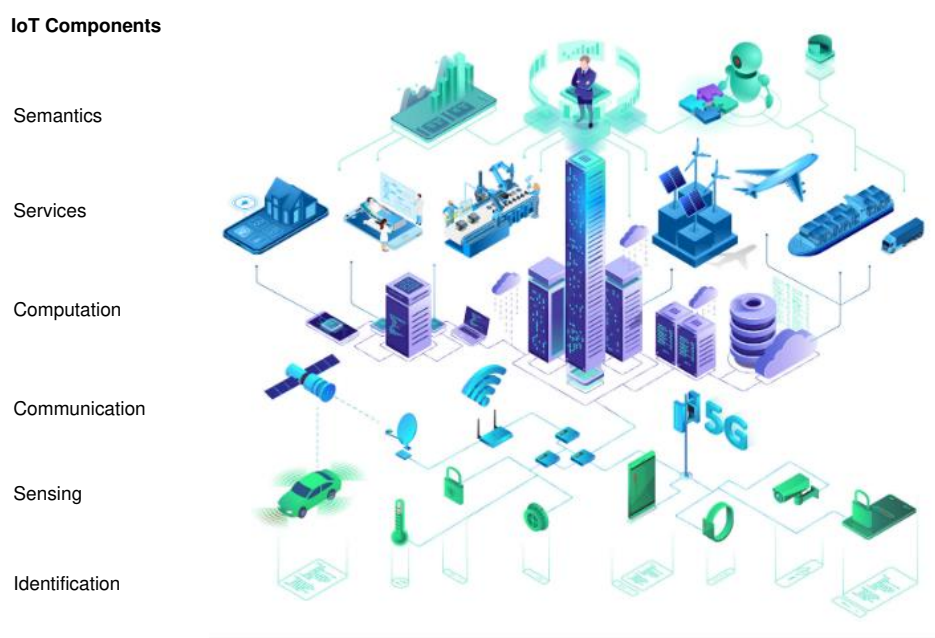 IoT Components
Semantics
Services
Computation
Communication
5G
Sensing
Identification